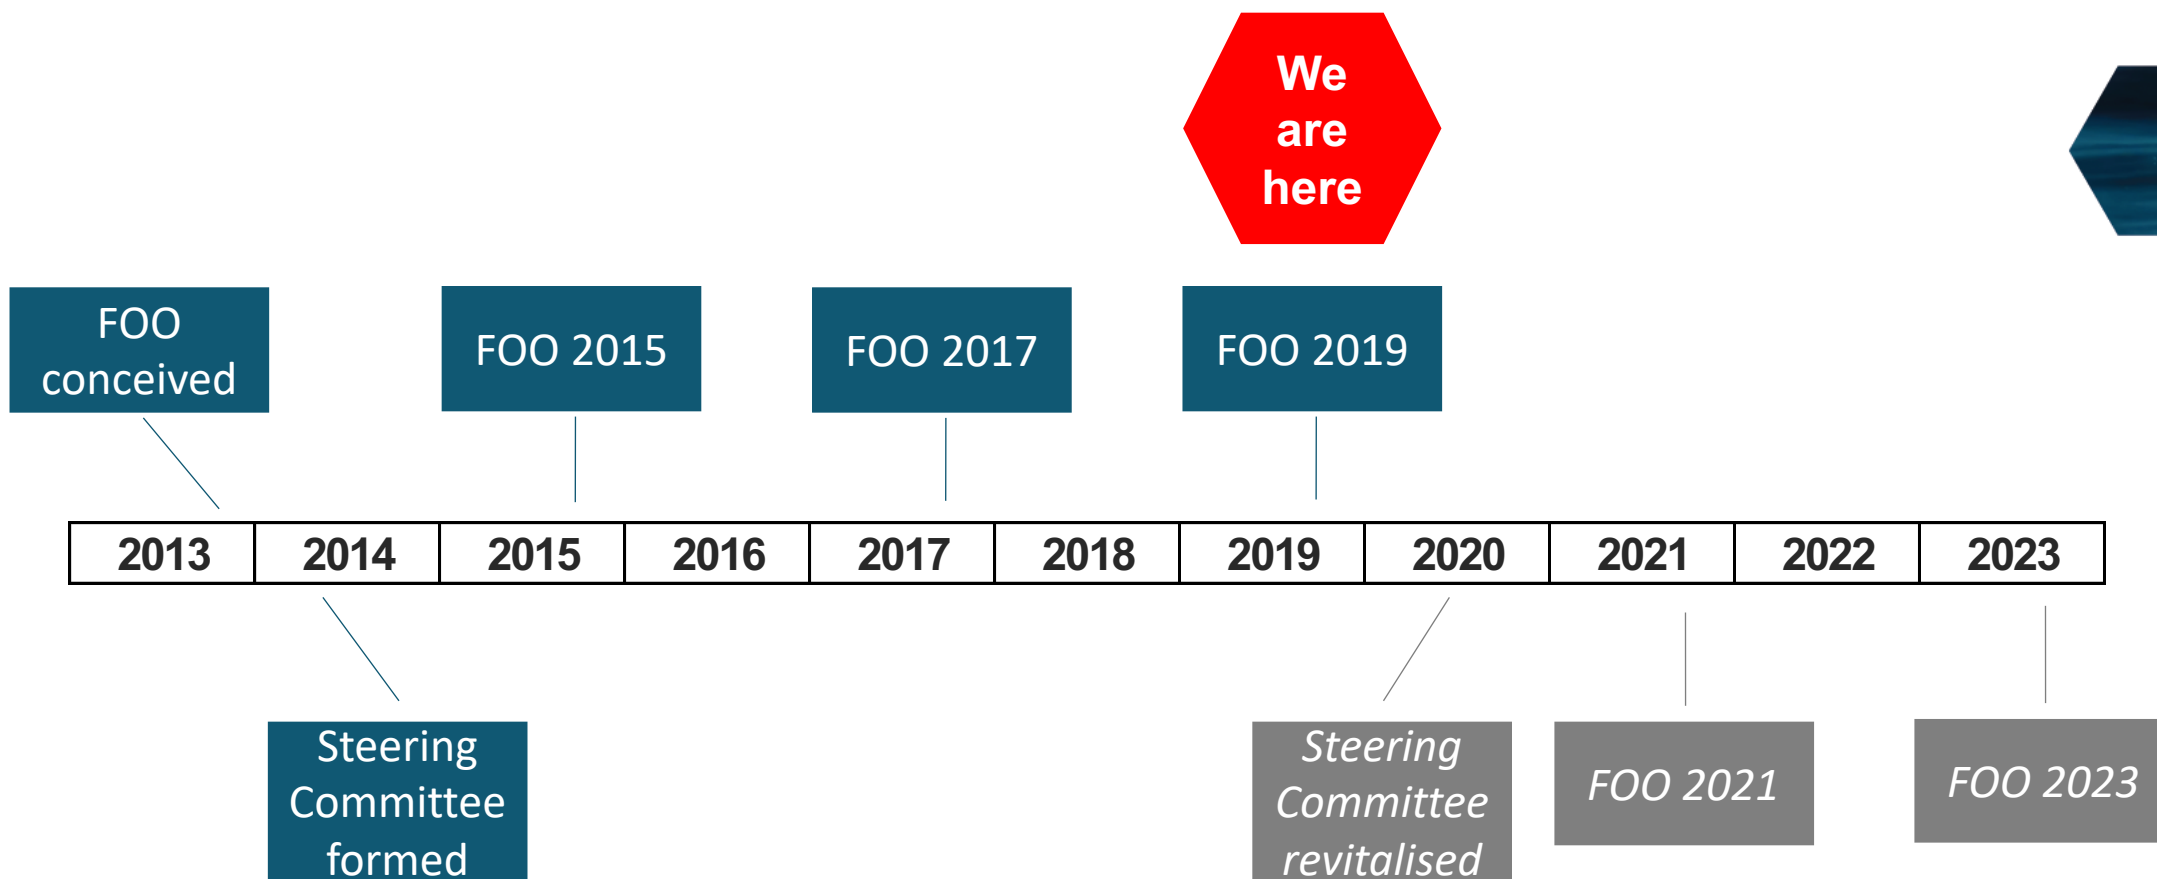 We
are
here
FOO
conceived
FOO 2015
FOO 2017
FOO 2019
2013 2014 2015 2016 2017 2018 2019 2020 2021 2022 2023
Steering
Committee
formed
Steering
Committee
revitalised
FOO 2021
FOO 2023